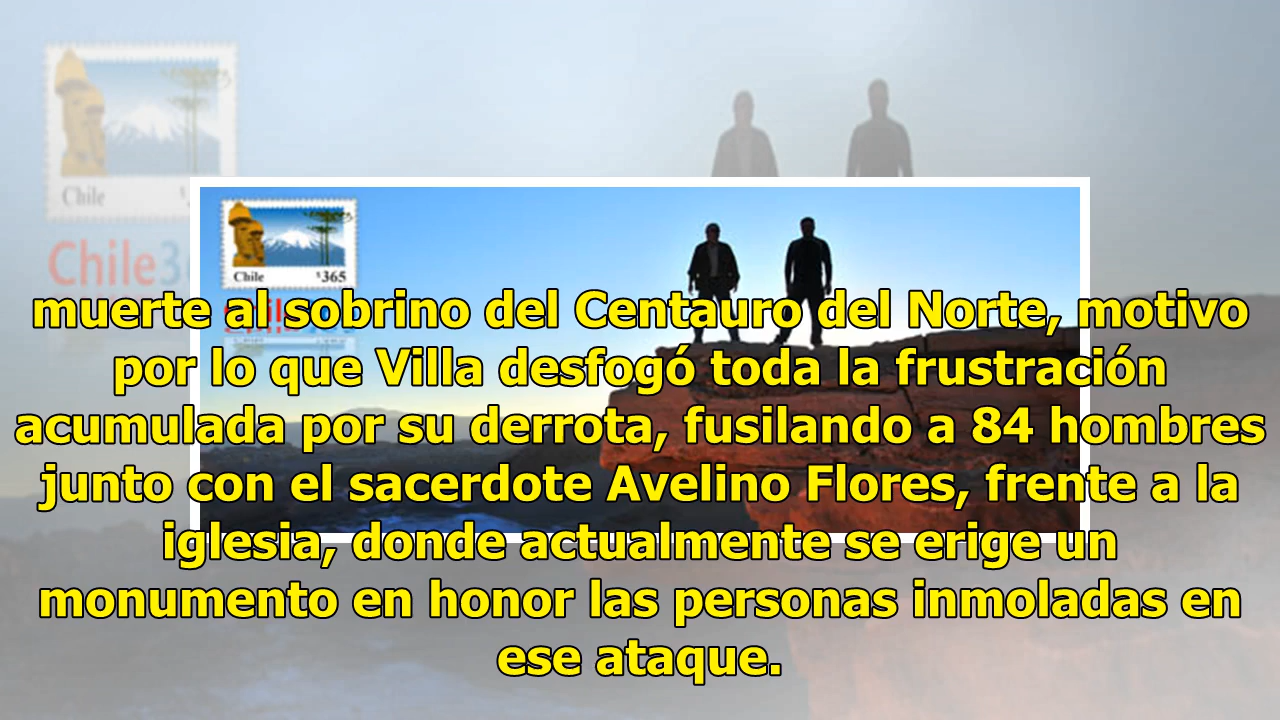 Chile
Chile
$365
muerte al sobrino del Centauro del Norte, motivo
por lo que Villa desfogó toda la frustración
acumulada por su derrota, fusilando a 84 hombres
junto con el sacerdote Avelino Flores, frente a la
iglesia, donde actualmente se erige un
monumento en honor las personas inmoladas en
ese ataque.